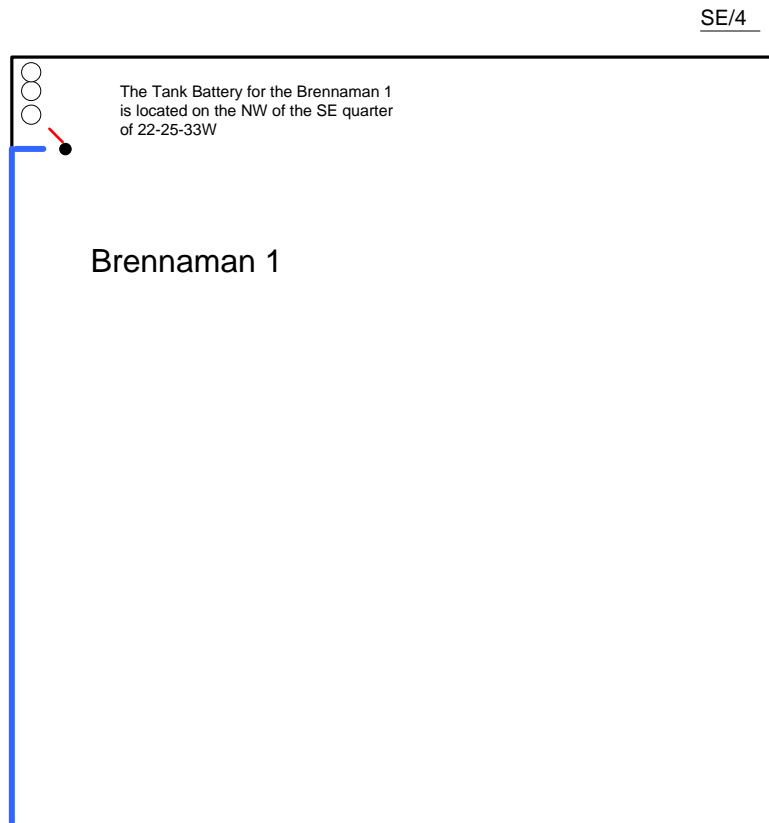 SE/4
The Tank Battery for the Brennaman 1
is located on the NW of the SE quarter
of 22-25-33W
Brennaman 1